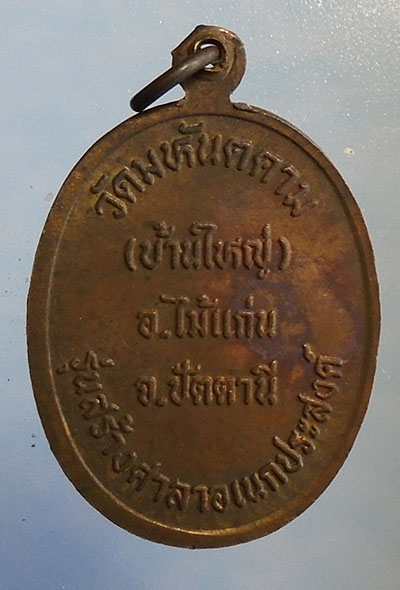 วัดมหันตคาม
(บ้านใหญ่)
อ.ไม้แก่น
จ.ปัตตานี
รุ่นสร้างศาลาอเนกประสงค์